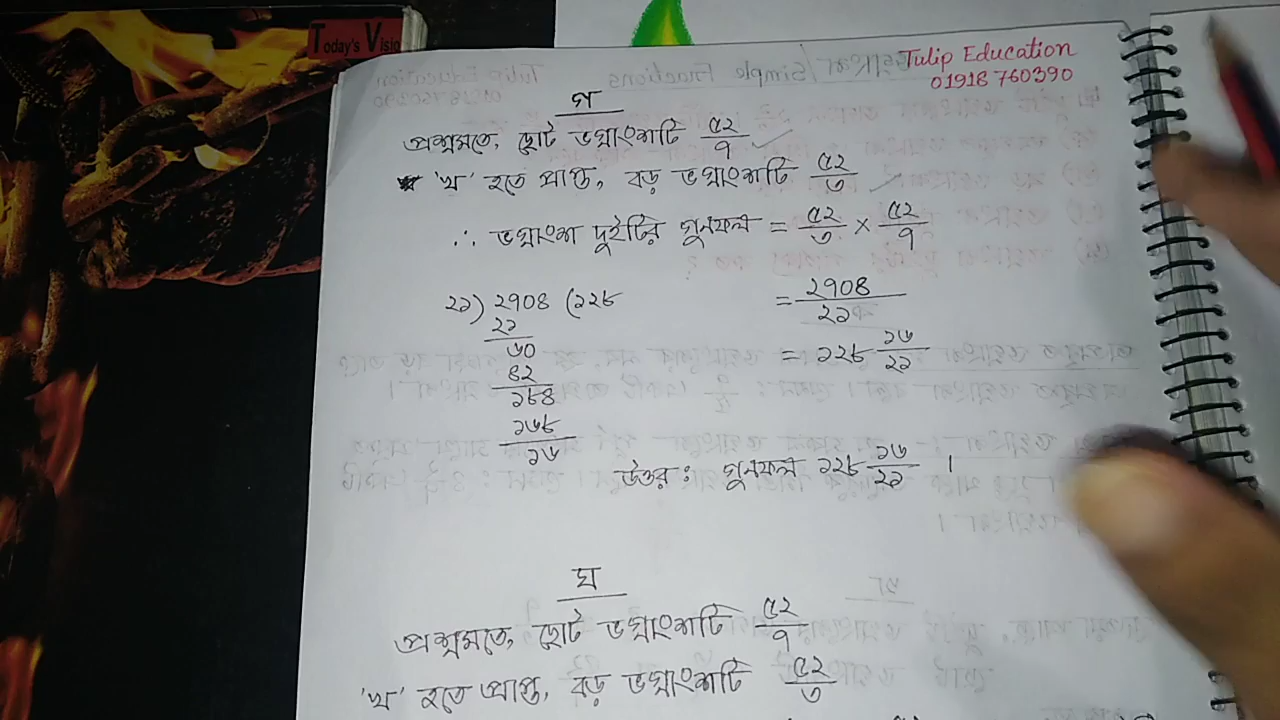 Today's Visio
Tulip Education
01918 760390
গ
প্রশ্নমতে, ছোট ভগ্নাংশটি ৫২/৭
'খ' হতে প্রাপ্ত, বড় ভগ্নাংশটি ৫২/৩
∴ ভগ্নাংশ দুইটির গুনফল = ৫২/৩ × ৫২/৭
২১) ২৭০৪ (১২৮
= ২৭০৪/২১
২১
৬০
= ১২৮ ১৬/২১
৪২
১৮৪
১৬৮
১৬
উত্তর: গুনফল ১২৮ ১৬/২১ ।
ঘ
প্রশ্নমতে, ছোট ভগ্নাংশটি ৫২/৭
'খ' হতে প্রাপ্ত, বড় ভগ্নাংশটি ৫২/৩